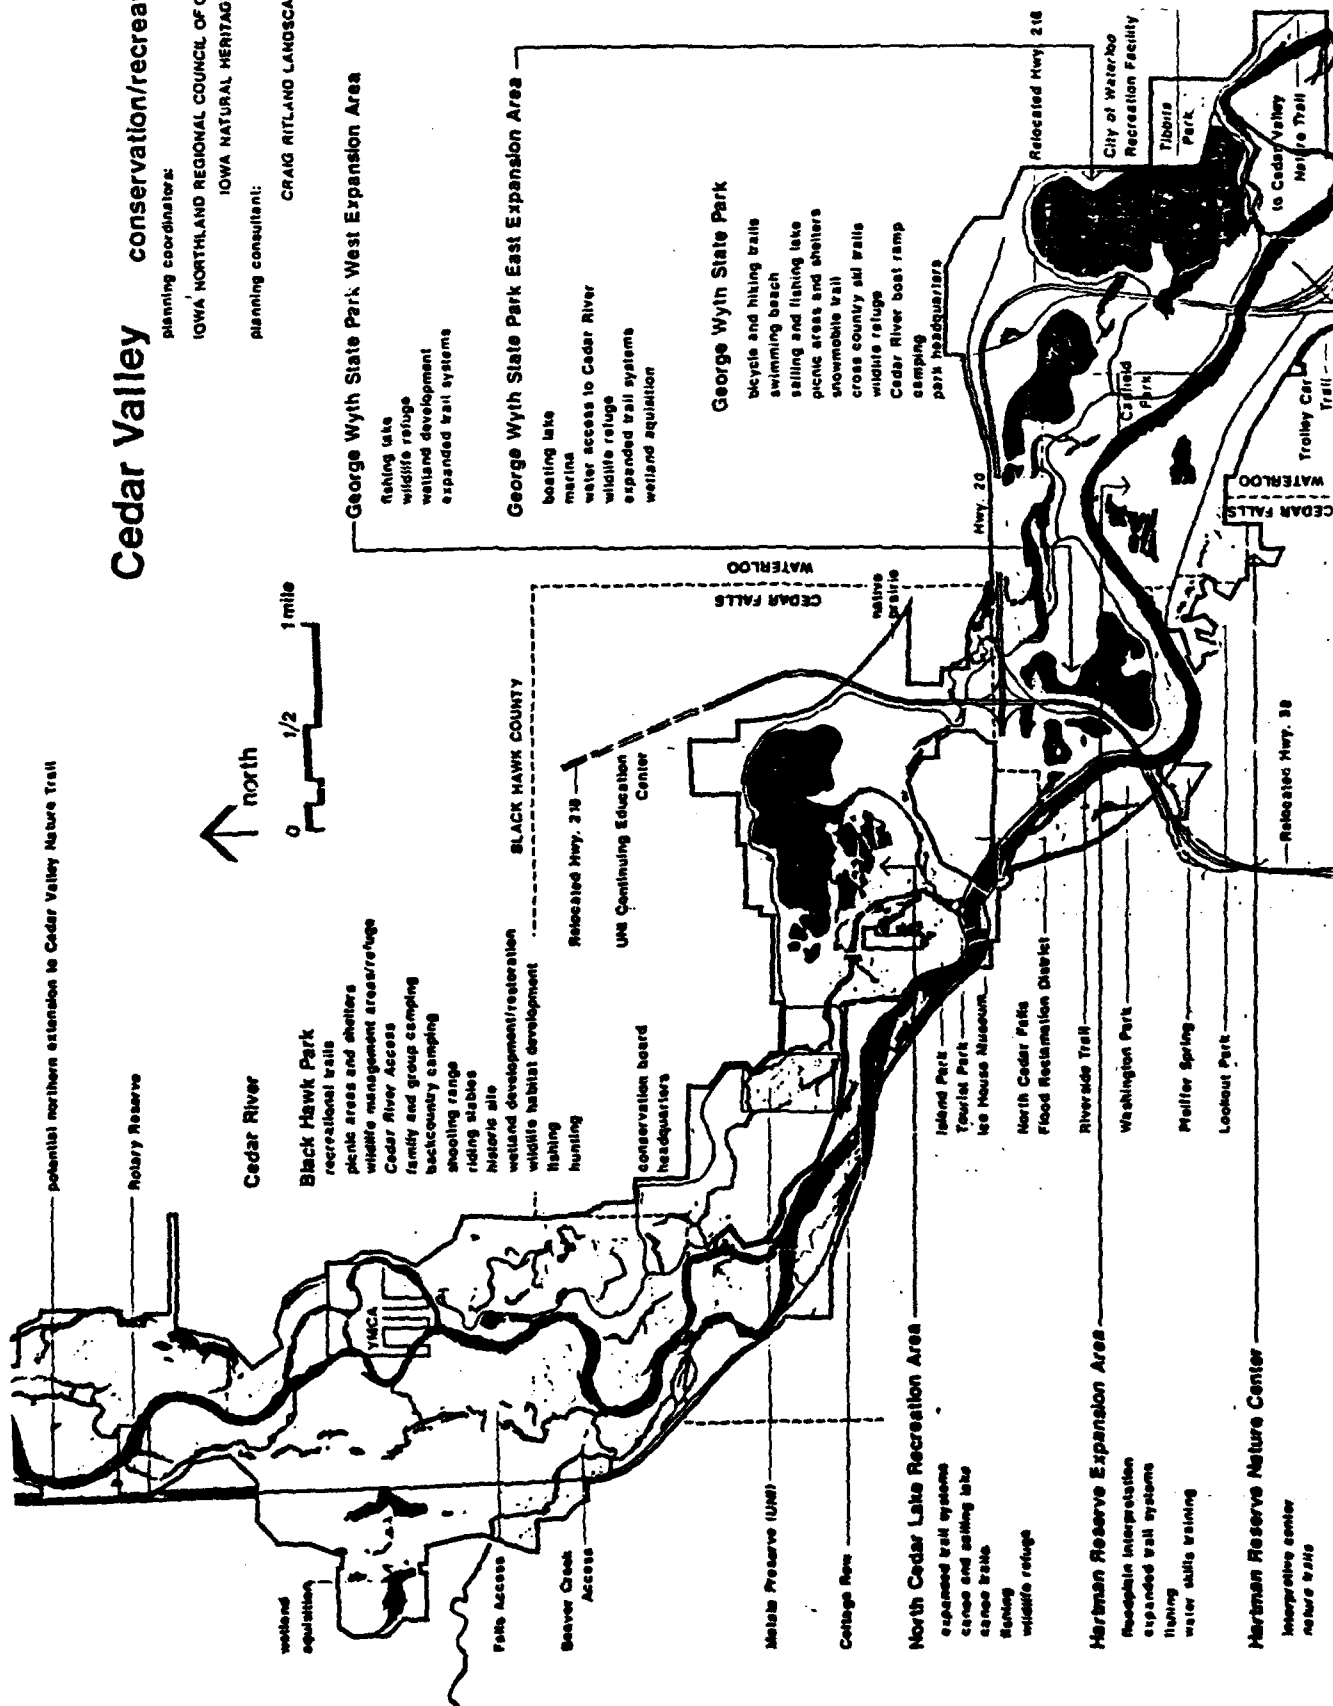 Cedar Valley
conservation/recrea
planning coordinators:
IOWA NORTHLAND REGIONAL COUNCIL OF
IOWA NATURAL HERITAG
planning consultant:
CRAIG RITLAND LANDSCA
north
0 1/2 1 mile
potential northern extension to Cedar Valley Nature Trail
Rotary Reserve
Cedar River
Black Hawk Park
recreational trails
picnic areas and shelters
wildlife management areas/refuge
Cedar River Access
family and group camping
backcountry camping
shooting range
riding stables
historic site
wetland development/restoration
wildlife habitat development
fishing
hunting
conservation board
headquarters
BLACK HAWK COUNTY
Relocated Hwy. 218
UNI Continuing Education
Center
George Wyth State Park West Expansion Area
fishing lake
wildlife refuge
wetland development
expanded trail systems
George Wyth State Park East Expansion Area
boating lake
marina
water access to Cedar River
wildlife refuge
expanded trail systems
wetland aquisition
George Wyth State Park
bicycle and hiking trails
swimming beach
sailing and fishing lake
picnic areas and shelters
snowmobile trail
cross country ski trails
wildlife refuge
Cedar River boat ramp
camping
park headquarters
WATERLOO
CEDAR FALLS
native
prairie
Hwy. 20
Relocated Hwy. 218
City of Waterloo
Recreation Facility
Tibbits
Park
to Cedar Valley
Nature Trail
Canfield
Park
Trolley Car
Trail
WATERLOO
CEDAR FALLS
YMCA
wetland
aquisition
Falls Access
Beaver Creek
Access
Melale Preserve (UNI)
Cottage Row
Island Park
Tourist Park
Ice House Museum
North Cedar Falls
Flood Reclamation District
Riverside Trail
Washington Park
Pfeiffer Spring
Lookout Park
Relocated Hwy. 58
North Cedar Lake Recreation Area
expanded trail systems
canoe and sailing lake
canoe trails
fishing
wildlife refuge
Hartman Reserve Expansion Area
floodplain interpretation
expanded trail systems
fishing
water skills training
Hartman Reserve Nature Center
interpretive center
nature trails